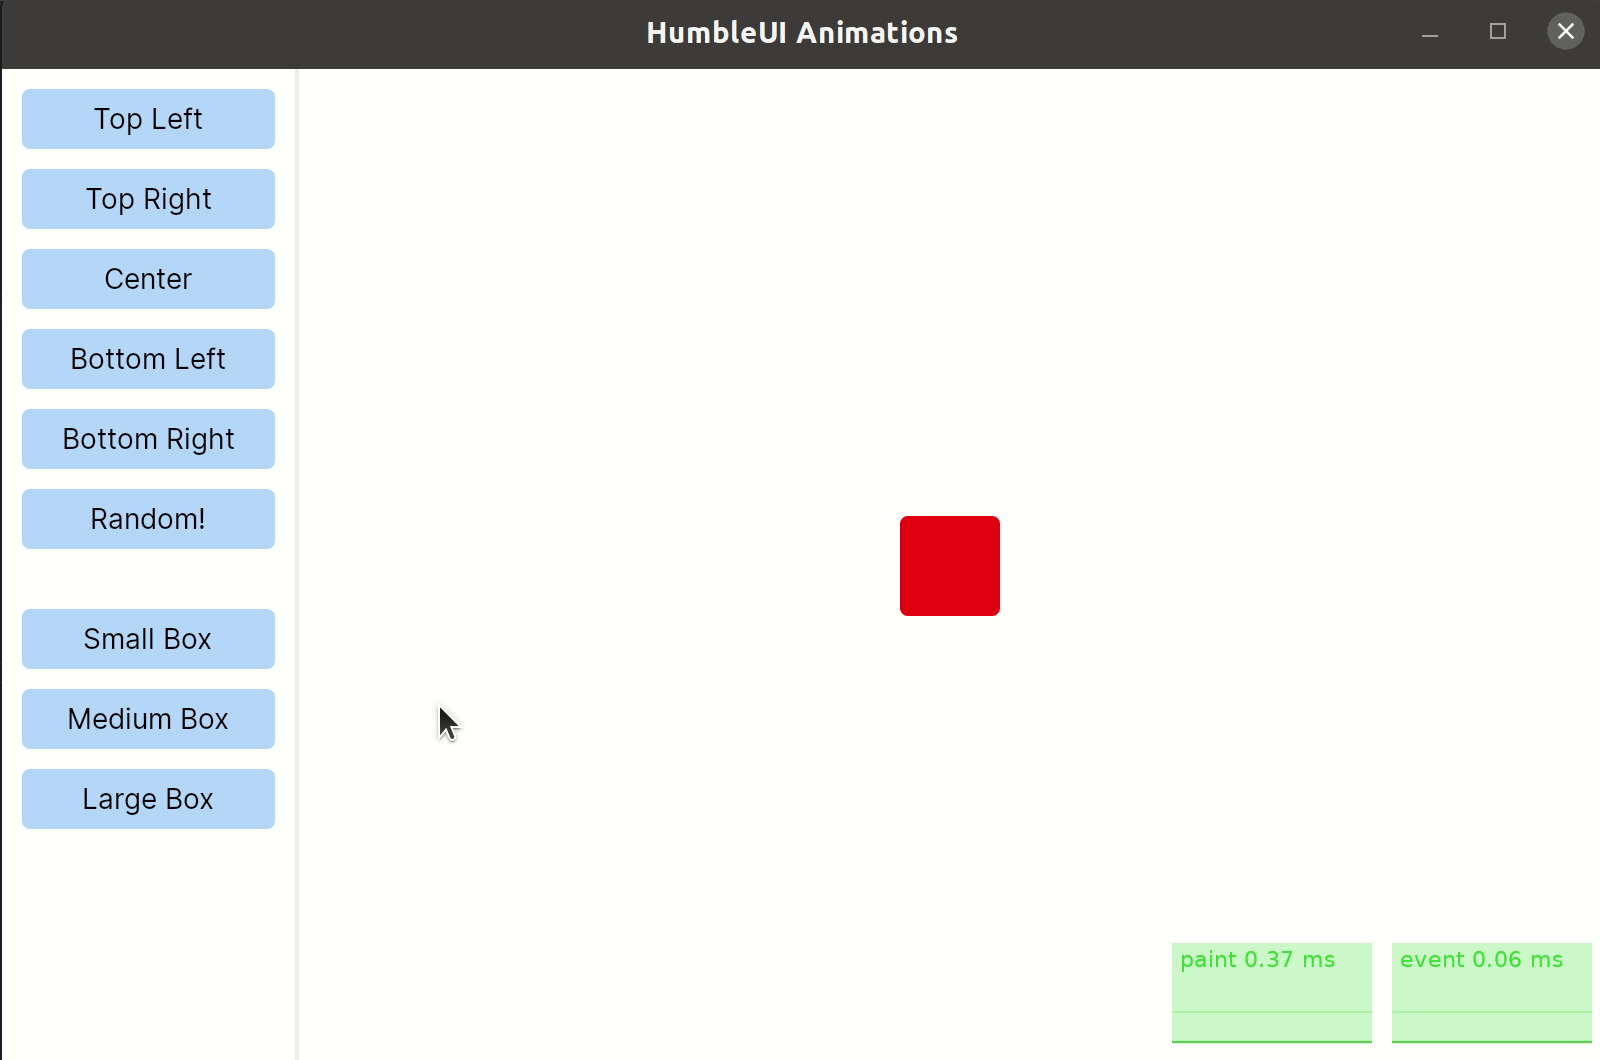 HumbleUI Animations
Top Left
Top Right
Center
Bottom Left
Bottom Right
Random!
Small Box
Medium Box
Large Box
paint 0.37 ms
event 0.06 ms